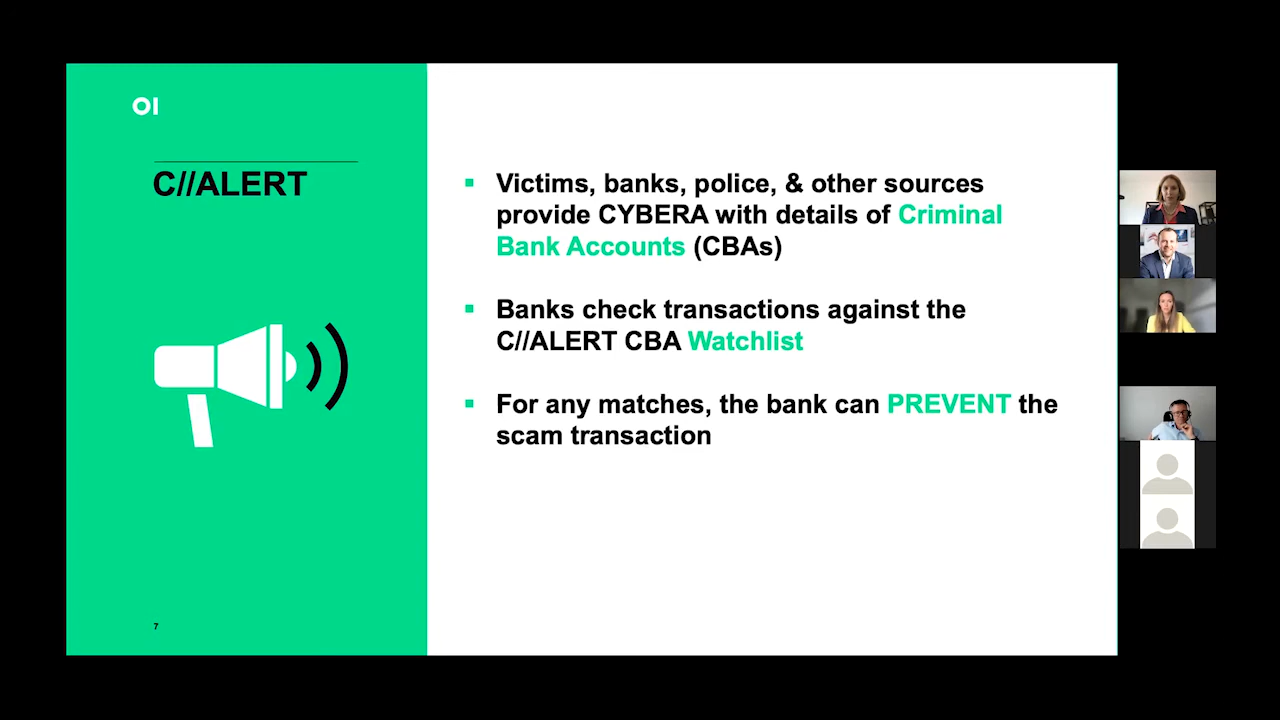 OI
C//ALERT
Victims, banks, police, & other sources
provide CYBERA with details of Criminal
Bank Accounts (CBAs)
Banks check transactions against the
C//ALERT CBA Watchlist
For any matches, the bank can PREVENT the
scam transaction
7